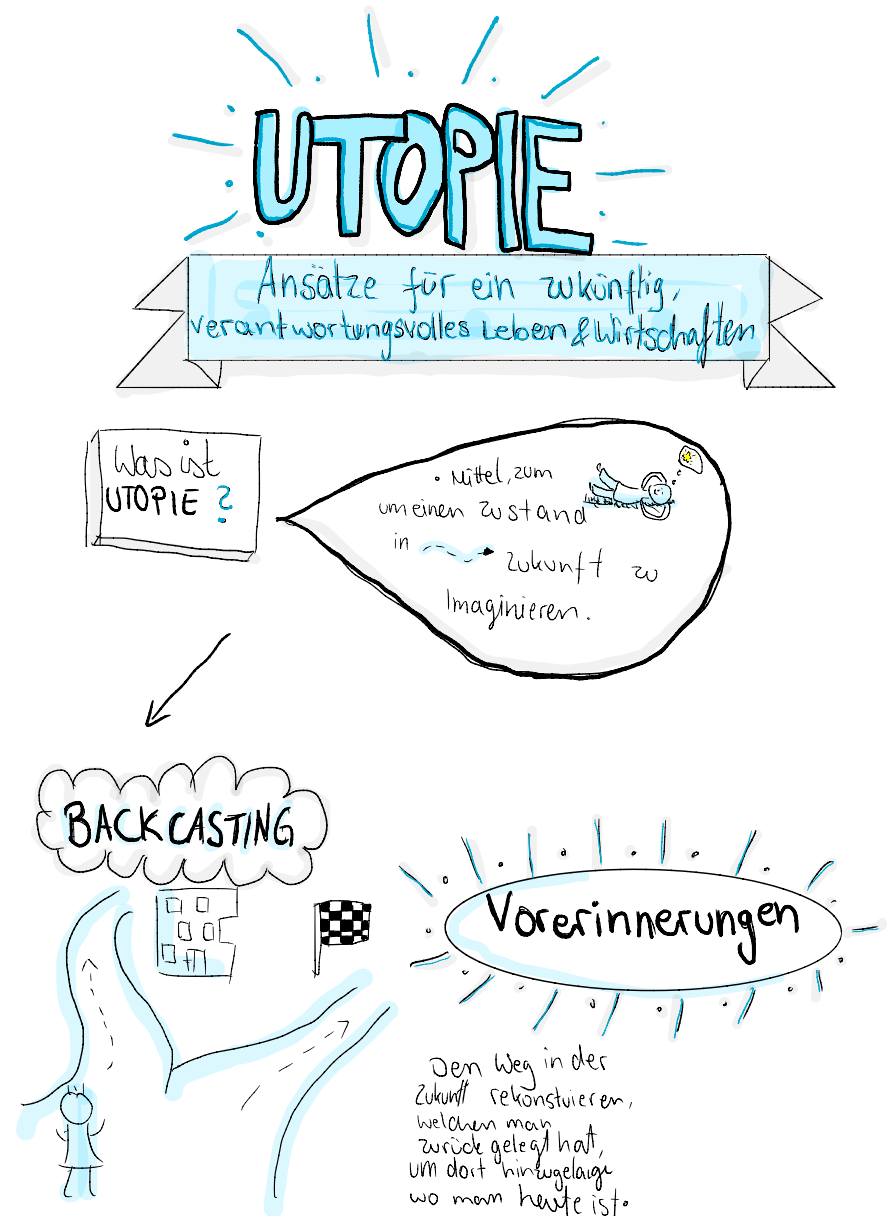 UTOPIE
Ansätze für ein zukünftig,
verantwortungsvolles Leben & Wirtschaften
Was ist
UTOPIE ?
• Mittel, zum
um einen Zustand
in
Zukunft zu
Imaginieren.
BACKCASTING
Vorerinnerungen
Den Weg in der
Zukunft rekonstuieren,
welchen man
zurück gelegt hat,
um dort hinzugelange
wo man heute ist.